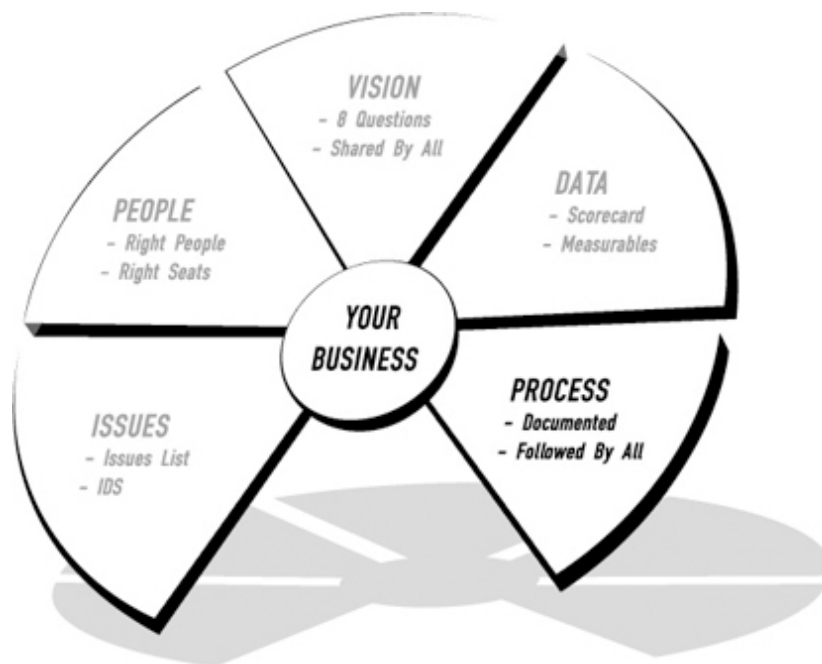 VISION
- 8 Questions
- Shared By All
DATA
- Scorecard
- Measurables
PEOPLE
- Right People
- Right Seats
YOUR
BUSINESS
PROCESS
- Documented
- Followed By All
ISSUES
- Issues List
- IDS